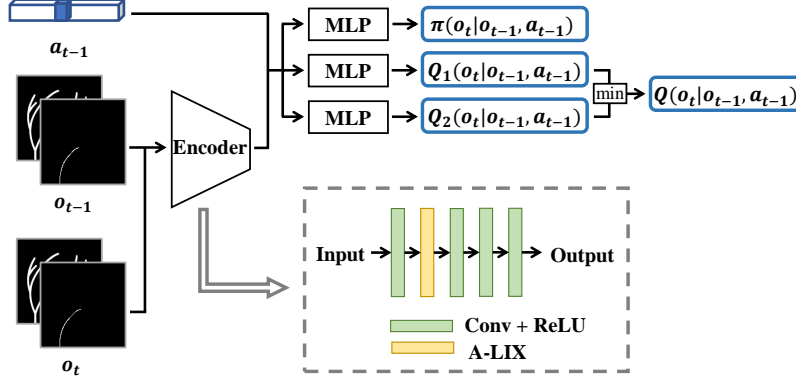 a_{t-1}
o_{t-1}
o_t
Encoder
MLP
π(o_t|o_{t-1}, a_{t-1})
MLP
Q_1(o_t|o_{t-1}, a_{t-1})
MLP
Q_2(o_t|o_{t-1}, a_{t-1})
min
Q(o_t|o_{t-1}, a_{t-1})
Input
Output
Conv + ReLU
A-LIX